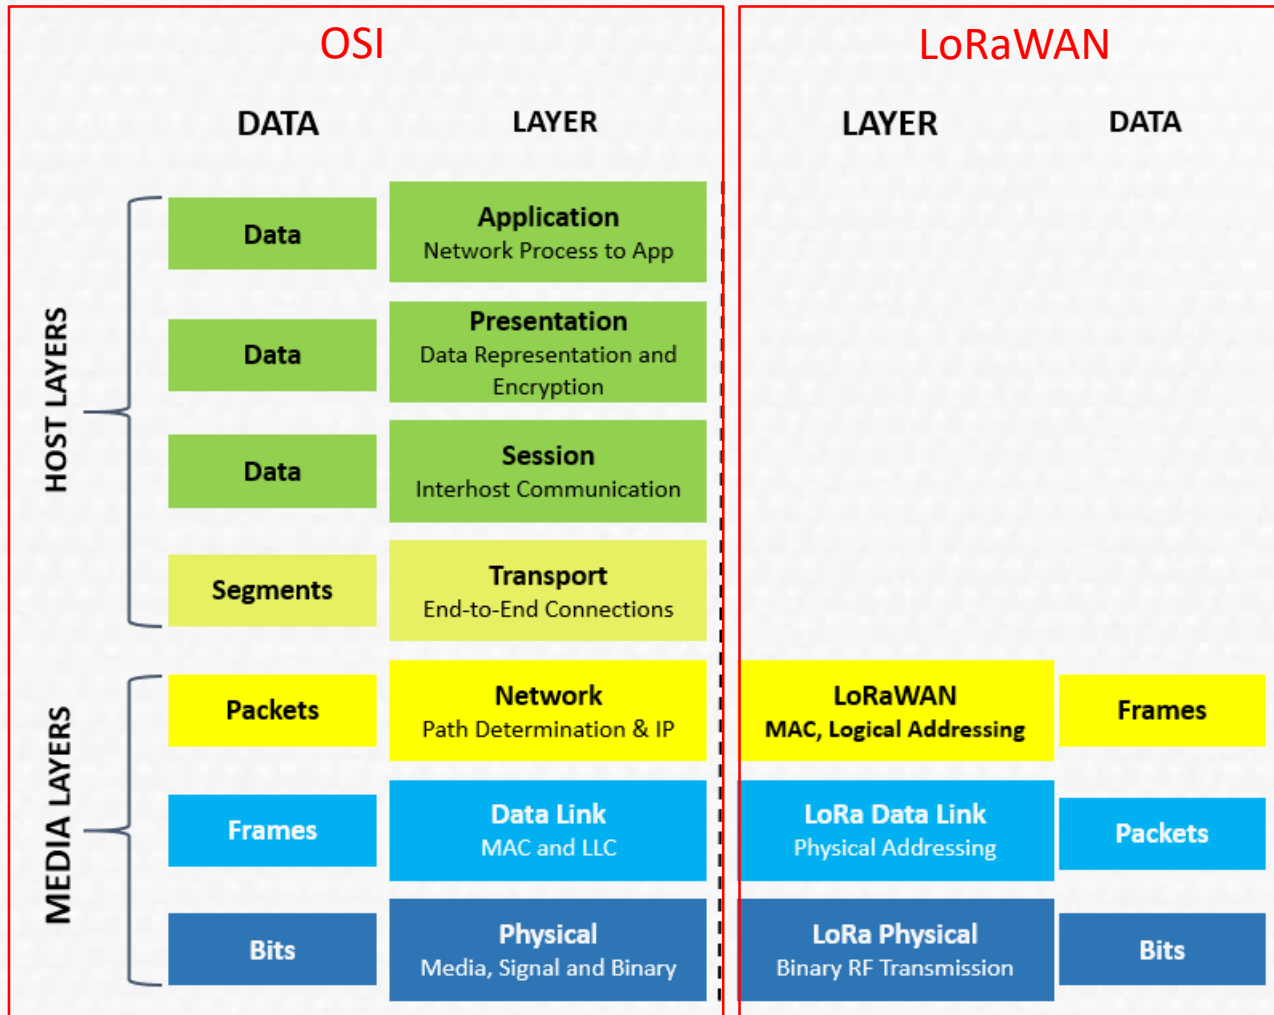 OSI
LoRaWAN
DATA
LAYER
LAYER
DATA
HOST LAYERS
Data
Application
Network Process to App
Data
Presentation
Data Representation and
Encryption
Data
Session
Interhost Communication
Segments
Transport
End-to-End Connections
MEDIA LAYERS
Packets
Network
Path Determination & IP
LoRaWAN
MAC, Logical Addressing
Frames
Frames
Data Link
MAC and LLC
LoRa Data Link
Physical Addressing
Packets
Bits
Physical
Media, Signal and Binary
LoRa Physical
Binary RF Transmission
Bits